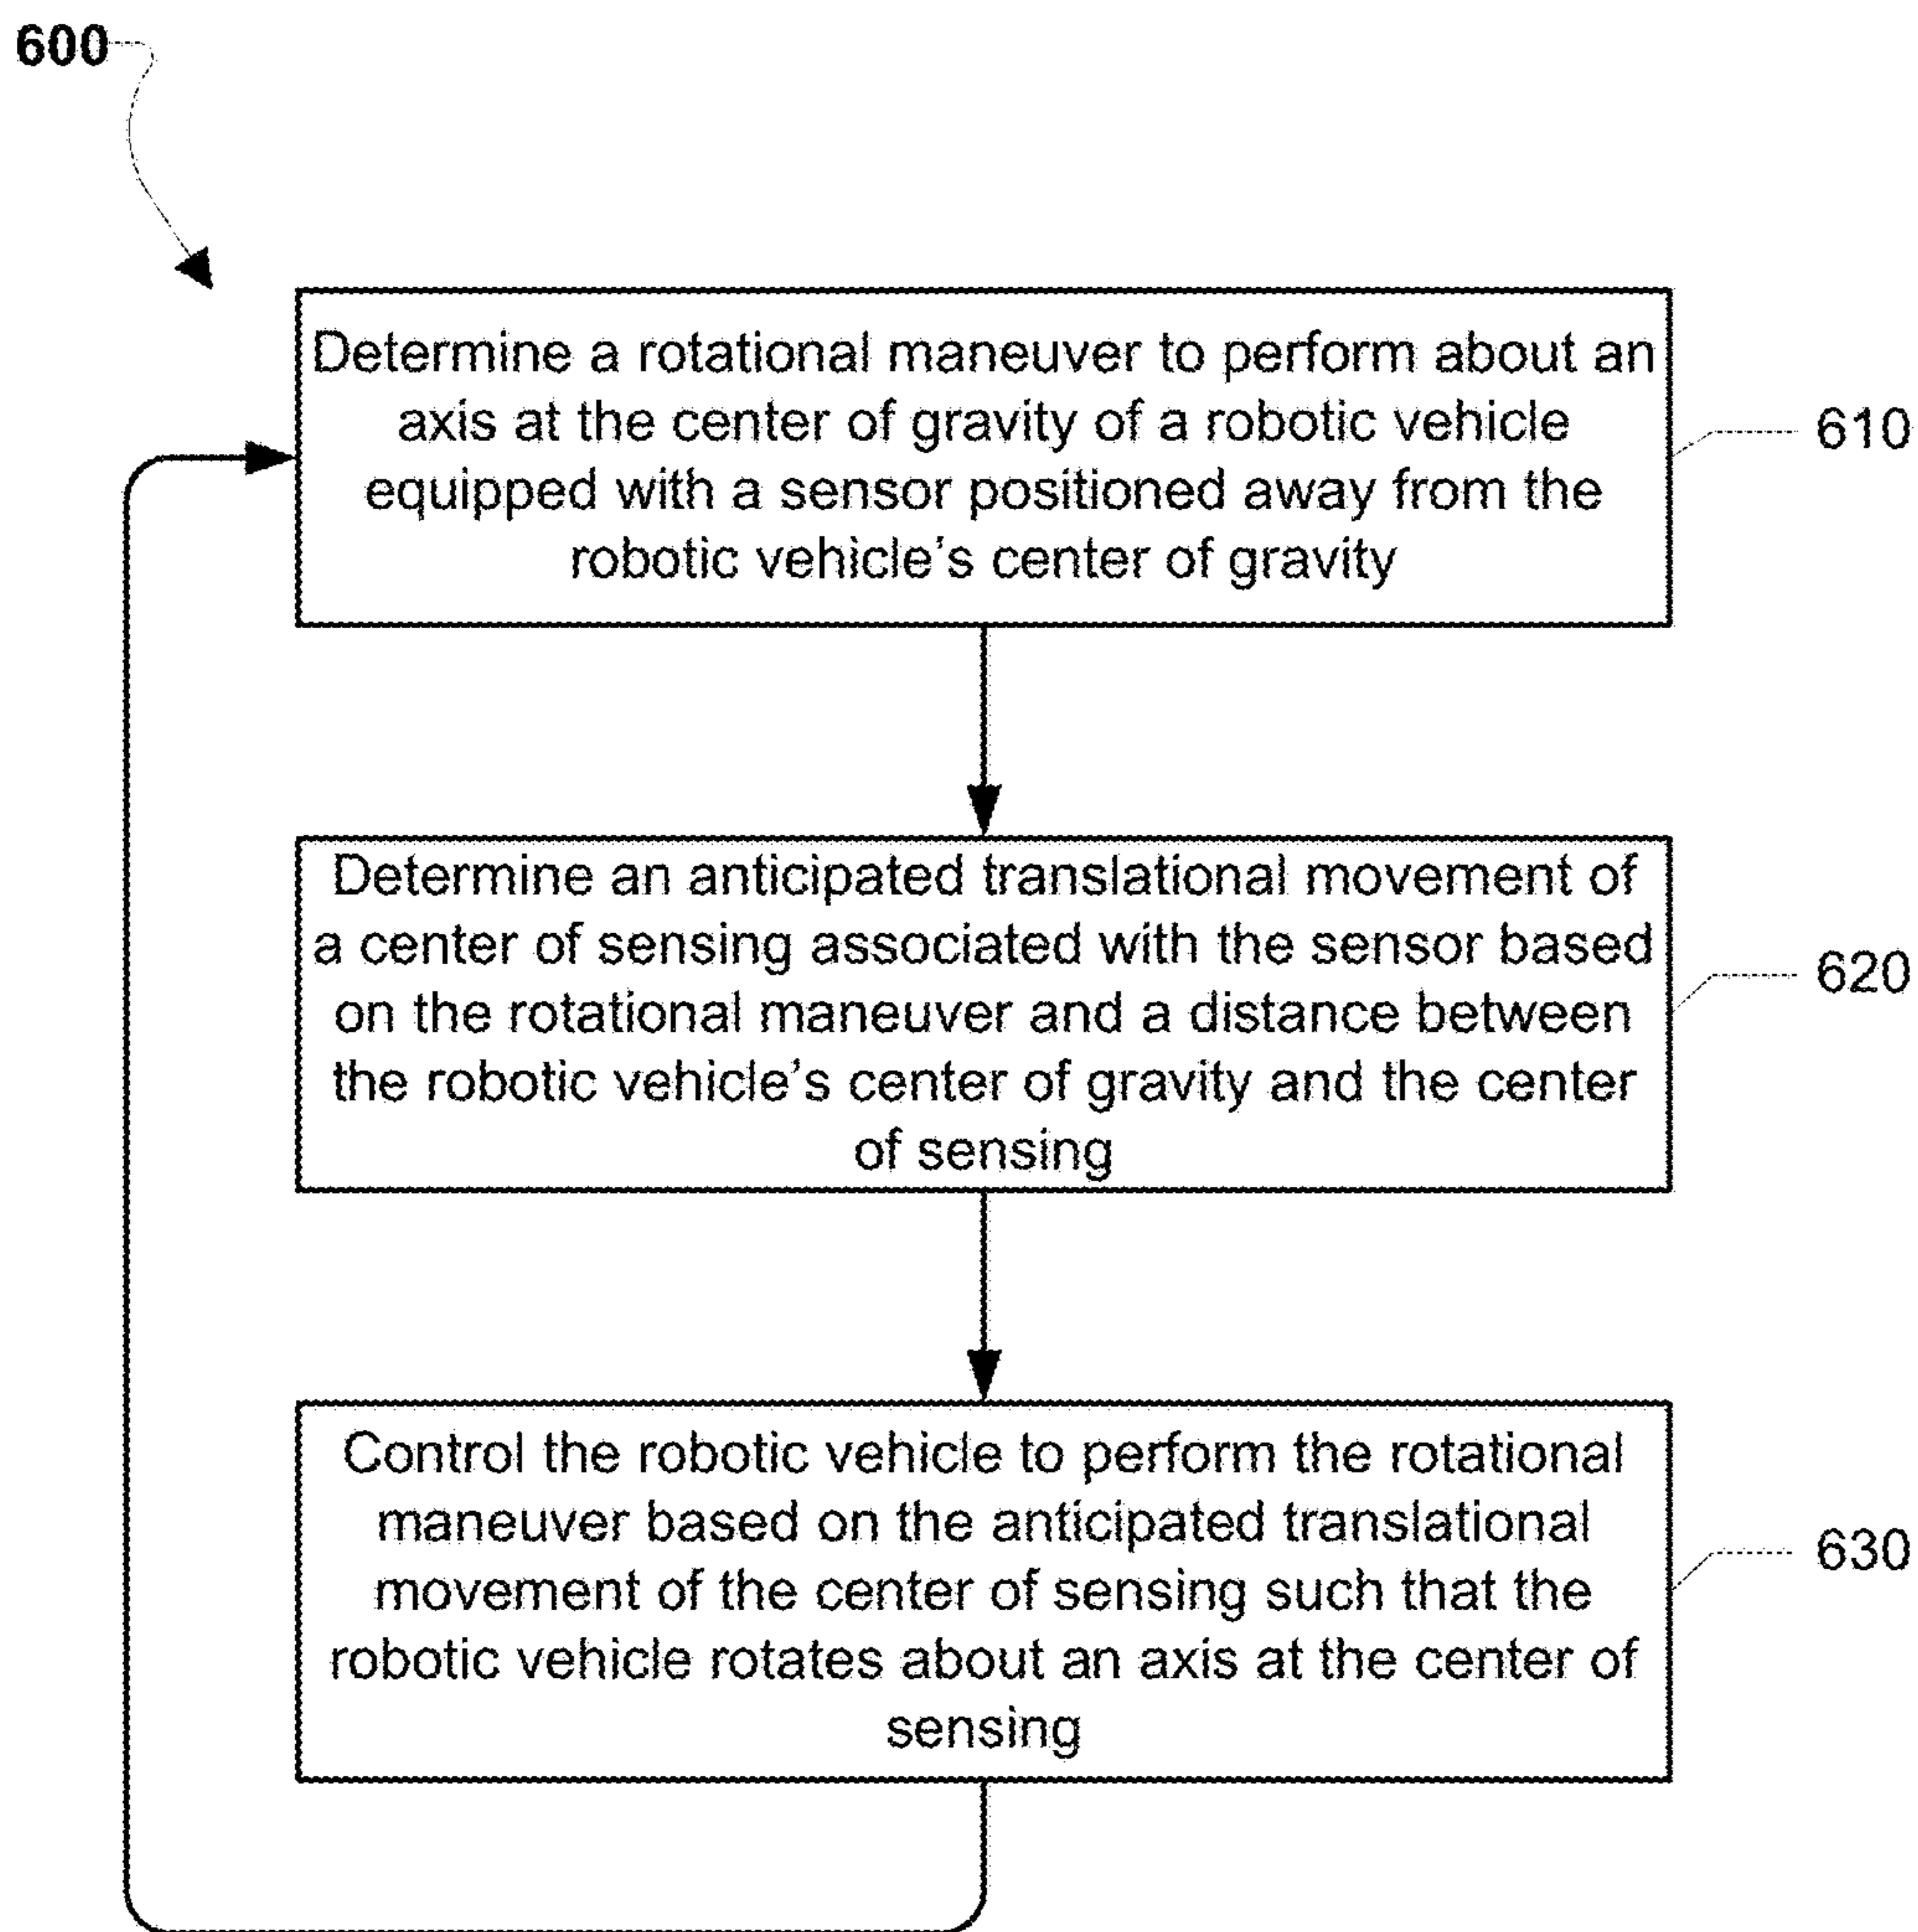 600
Determine a rotational maneuver to perform about an
axis at the center of gravity of a robotic vehicle
equipped with a sensor positioned away from the
robotic vehicle's center of gravity
610
Determine an anticipated translational movement of
a center of sensing associated with the sensor based
on the rotational maneuver and a distance between
the robotic vehicle's center of gravity and the center
of sensing
620
Control the robotic vehicle to perform the rotational
maneuver based on the anticipated translational
movement of the center of sensing such that the
robotic vehicle rotates about an axis at the center of
sensing
630